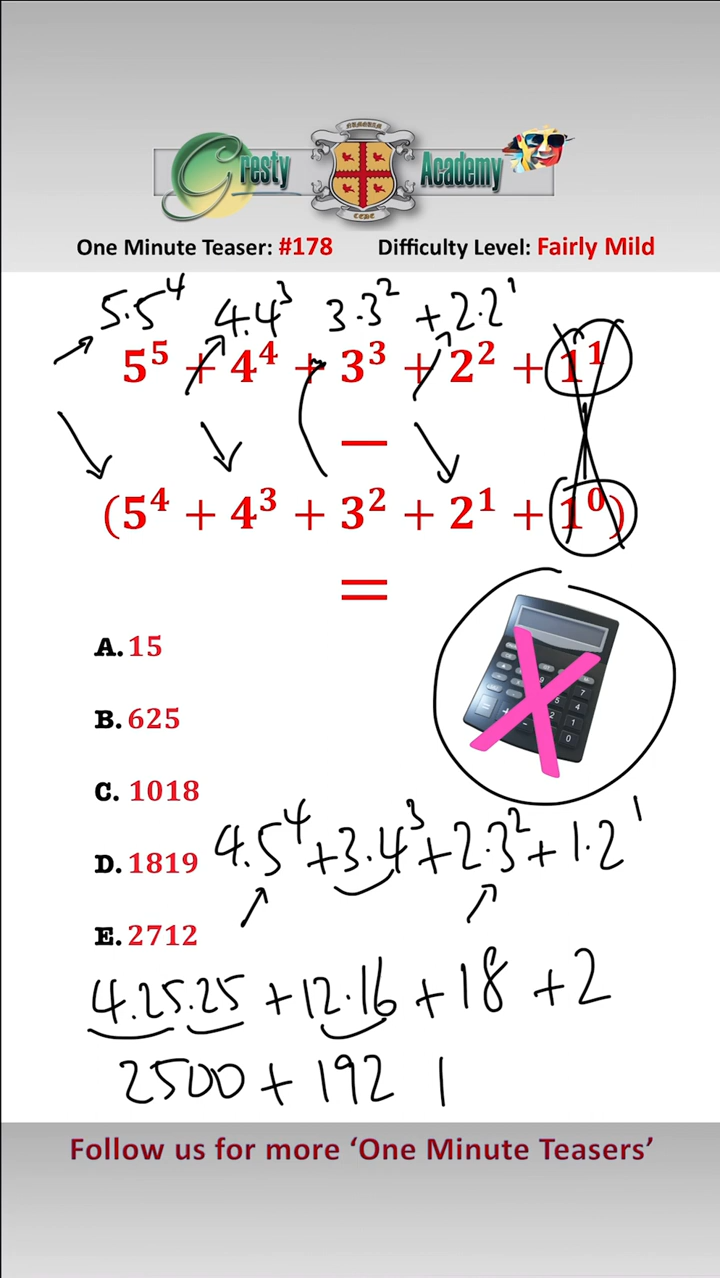 Gresty Academy
One Minute Teaser: #178 Difficulty Level: Fairly Mild
5.5⁴ 4.4³ 3.3² +2.2¹
5⁵ + 4⁴ + 3³ + 2² + 1¹
−
(5⁴ + 4³ + 3² + 2¹ + 1⁰)
=
A. 15
B. 625
C. 1018
D. 1819
4.5⁴+3.4³+2.3²+1.2¹
E. 2712
4.25.25 +12.16 +18 +2
2500 + 192
Follow us for more ‘One Minute Teasers’